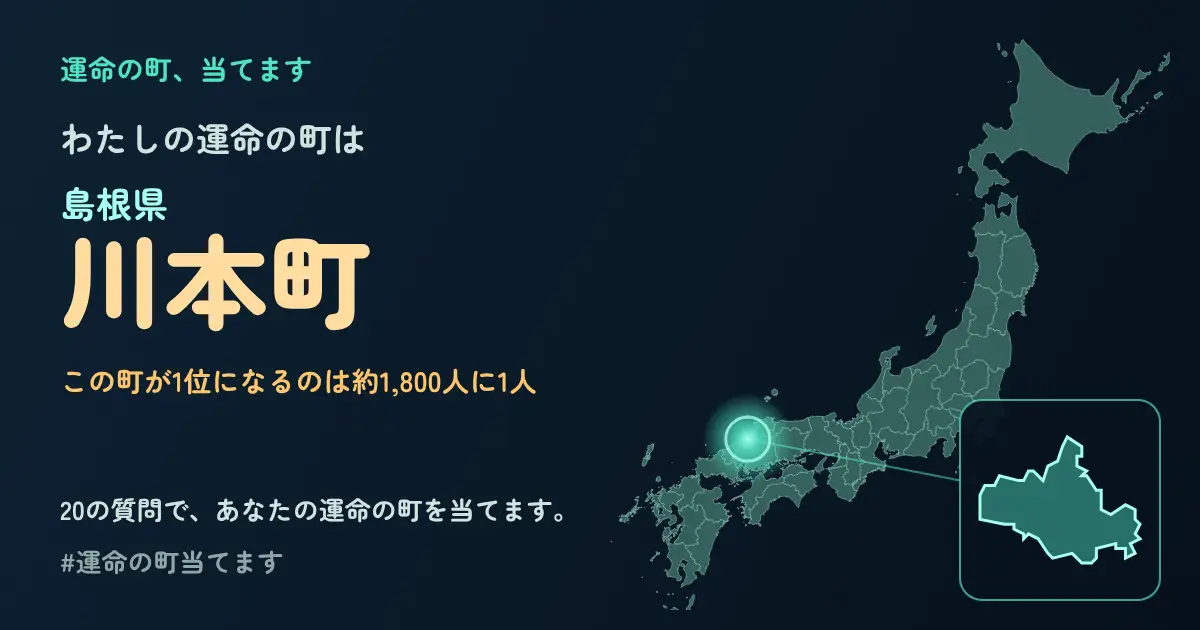 運命の町、当てます
わたしの運命の町は
島根県
川本町
この町が1位になるのは約1,800人に1人
20の質問で、あなたの運命の町を当てます。
#運命の町当てます